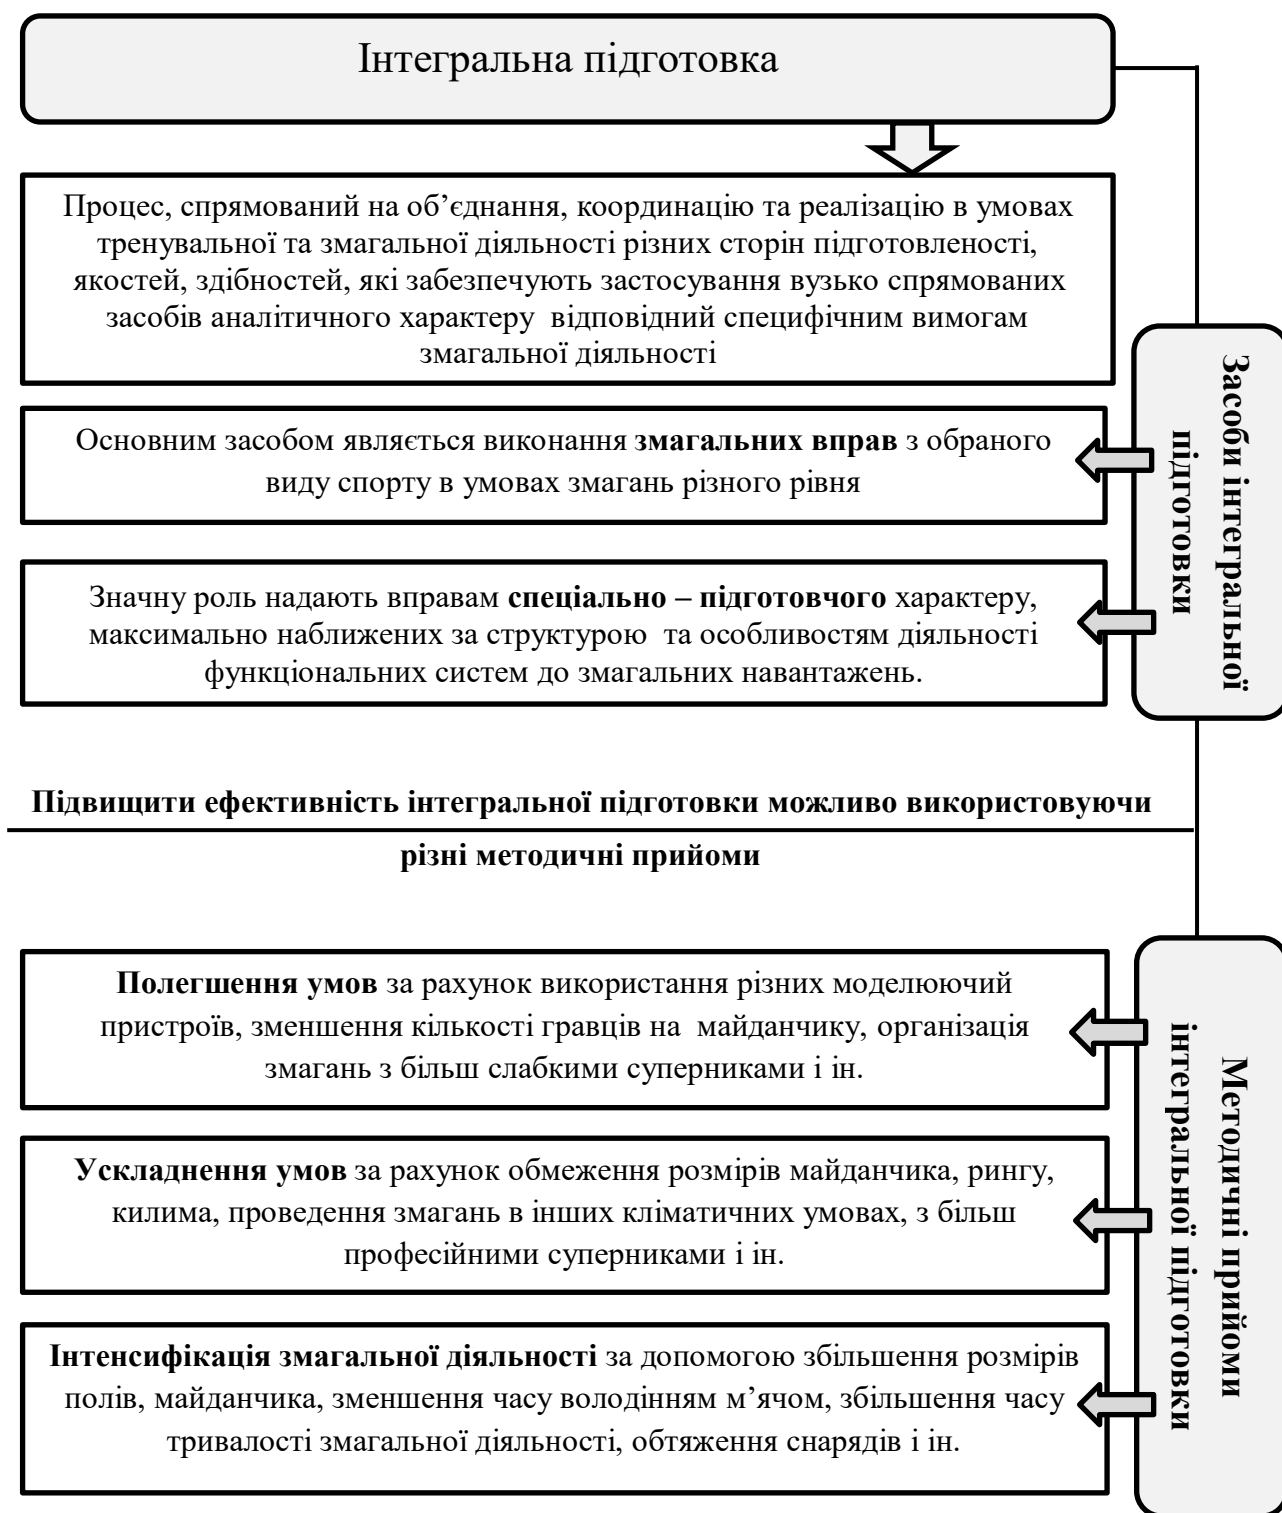 Інтегральна підготовка
Процес, спрямований на об’єднання, координацію та реалізацію в умовах
тренувальної та змагальної діяльності різних сторін підготовленості,
якостей, здібностей, які забезпечують застосування вузько спрямованих
засобів аналітичного характеру  відповідний специфічним вимогам
змагальної діяльності
Засоби інтегральної
підготовки
Основним засобом являється виконання змагальних вправ з обраного
виду спорту в умовах змагань різного рівня
Значну роль надають вправам спеціально – підготовчого характеру,
максимально наближених за структурою  та особливостям діяльності
функціональних систем до змагальних навантажень.
Підвищити ефективність інтегральної підготовки можливо використовуючи
різні методичні прийоми
Методичні прийоми
інтегральної підготовки
Полегшення умов за рахунок використання різних моделюючий
пристроїв, зменшення кількості гравців на  майданчику, організація
змагань з більш слабкими суперниками і ін.
Ускладнення умов за рахунок обмеження розмірів майданчика, рингу,
килима, проведення змагань в інших кліматичних умовах, з більш
професійними суперниками і ін.
Інтенсифікація змагальної діяльності за допомогою збільшення розмірів
полів, майданчика, зменшення часу володінням м’ячом, збільшення часу
тривалості змагальної діяльності, обтяження снарядів і ін.